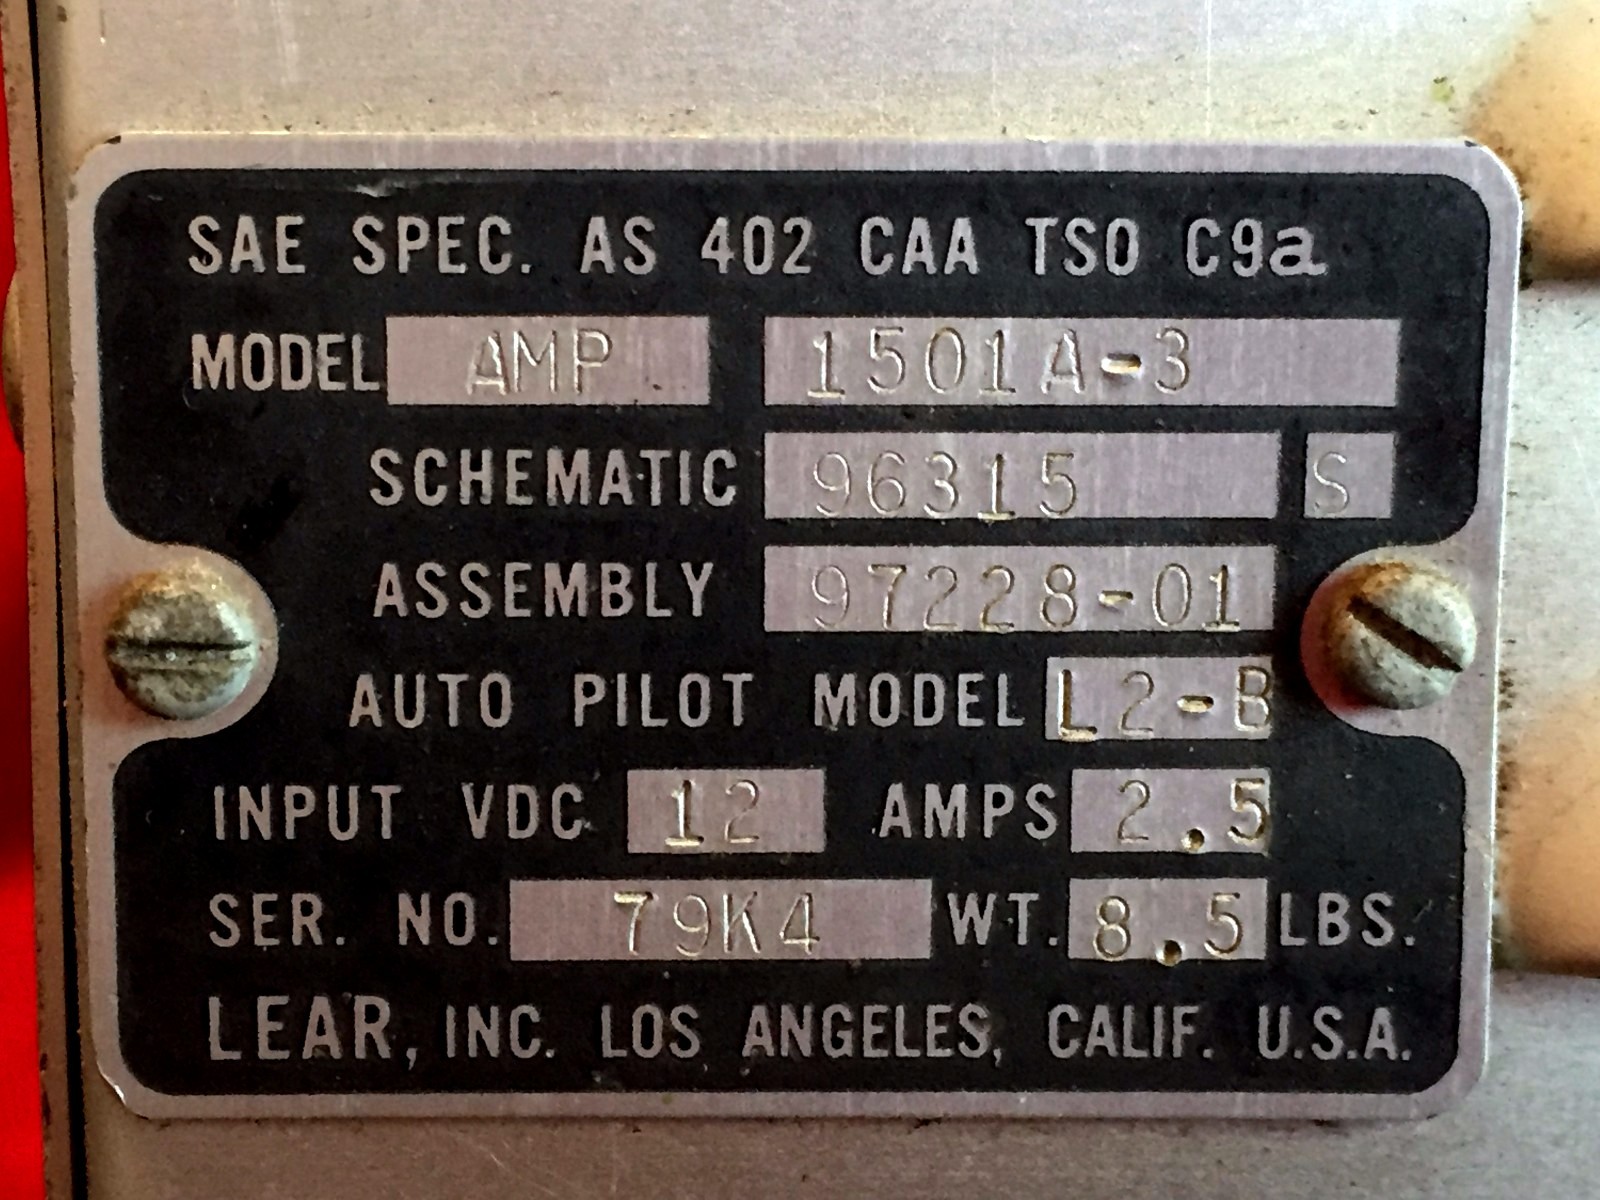 SAE SPEC. AS 402 CAA TSO C9a
MODEL AMP 1501A-3
SCHEMATIC 96315 S
ASSEMBLY 97228-01
AUTO PILOT MODEL L2-B
INPUT VDC 12 AMPS 2.5
SER. NO. 79K4 WT. 8.5 LBS.
LEAR, INC. LOS ANGELES, CALIF. U.S.A.